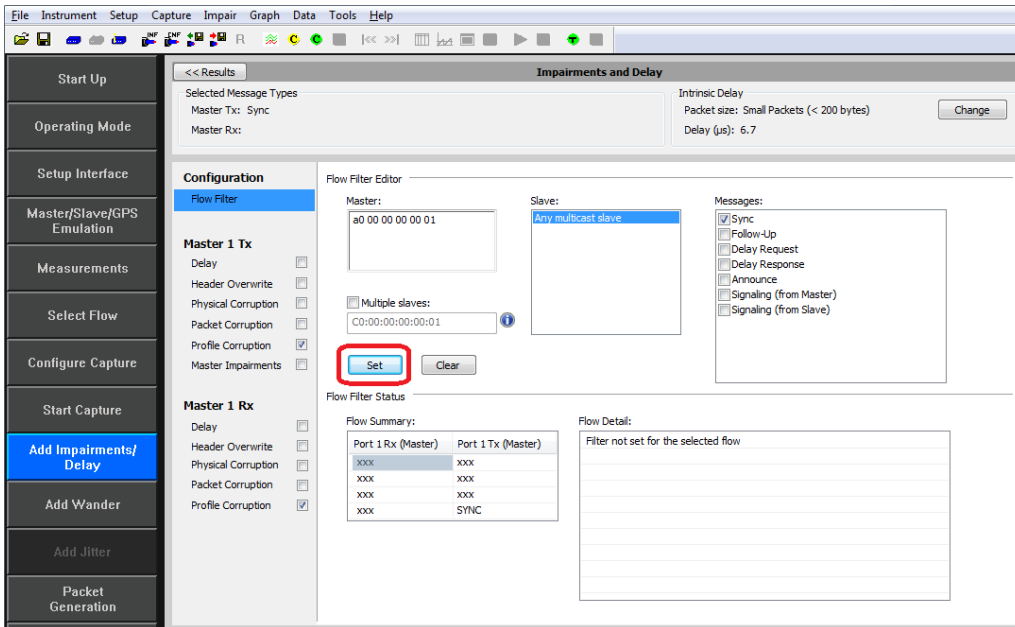 File Instrument Setup Capture Impair Graph Data Tools Help
INF INF R C C T
Start Up
Operating Mode
Setup Interface
Master/Slave/GPS
Emulation
Measurements
Select Flow
Configure Capture
Start Capture
Add Impairments/
Delay
Add Wander
Add Jitter
Packet
Generation
<< Results
Impairments and Delay
Selected Message Types
Master Tx: Sync
Master Rx:
Intrinsic Delay
Packet size: Small Packets (< 200 bytes)
Change
Delay (µs): 6.7
Configuration
Flow Filter
Master 1 Tx
Delay
Header Overwrite
Physical Corruption
Packet Corruption
Profile Corruption
Master Impairments
Master 1 Rx
Delay
Header Overwrite
Physical Corruption
Packet Corruption
Profile Corruption
Flow Filter Editor
Master:
a0 00 00 00 00 01
Multiple slaves:
C0:00:00:00:00:01
Set
Clear
Slave:
Any multicast slave
Messages:
Sync
Follow-Up
Delay Request
Delay Response
Announce
Signaling (from Master)
Signaling (from Slave)
Flow Filter Status
Flow Summary:
Port 1 Rx (Master) Port 1 Tx (Master)
xxx xxx
xxx xxx
xxx xxx
xxx SYNC
Flow Detail:
Filter not set for the selected flow